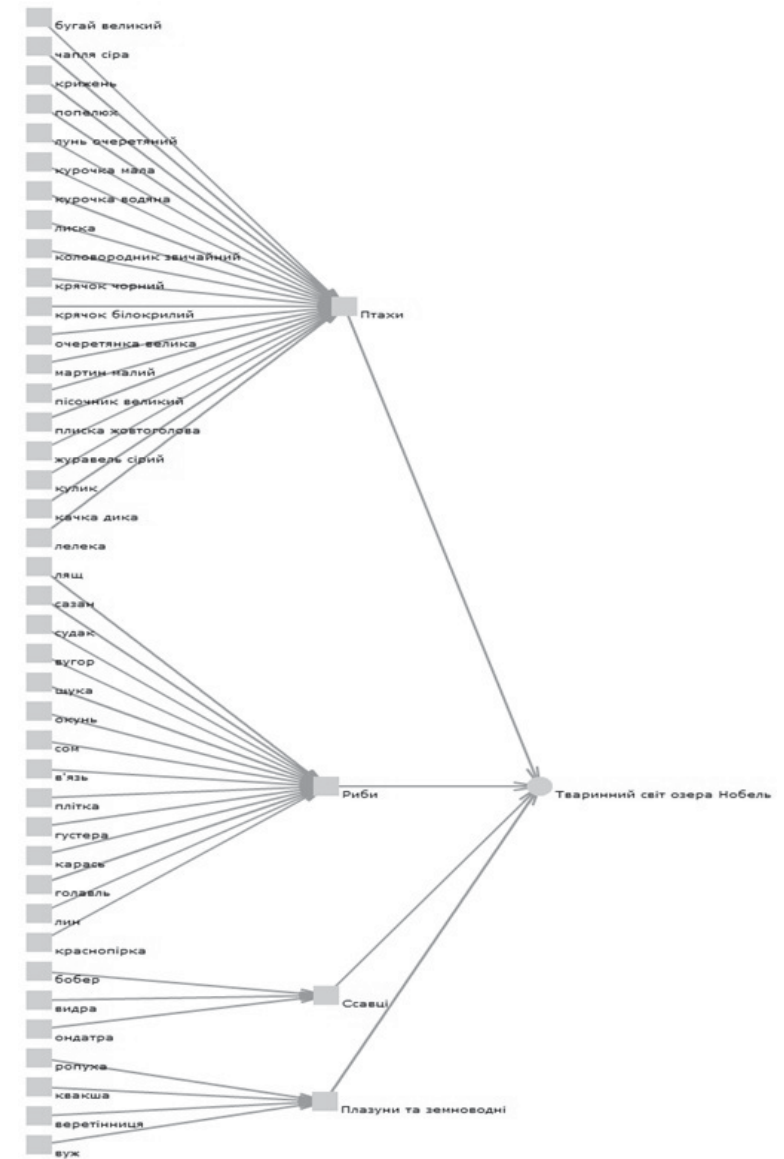 бугай великий
чапля сіра
крижень
попелюх
лунь очеретяний
курочка мала
курочка водяна
лиска
коловородник звичайний
крячок чорний
крячок білокрилий
очеретянка велика
мартин малий
пісочник великий
плиска жовтоголова
журавель сірий
кулик
качка дика
лелека
Птахи
лящ
сазан
судак
вугор
щука
окунь
сом
в'язь
плітка
густера
карась
голавль
лин
краснопірка
Риби
Тваринний світ озера Нобель
бобер
видра
ондатра
Ссавці
ропуха
квакша
веретінниця
вуж
Плазуни та земноводні